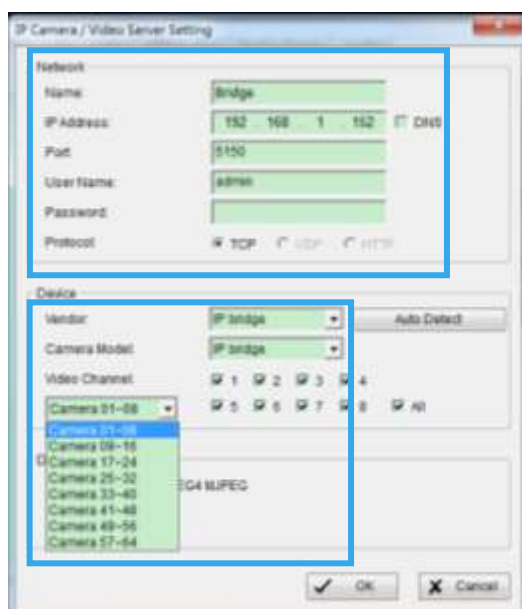 IP Camera / Video Server Setting
Network
Name: Bridge
IP Address: 192 168 1 152 DNS
Port: 5150
User Name: admin
Password:
Protocol: TCP UDP HTTP
Device
Vendor: IP bridge Auto Detect
Camera Model: IP bridge
Video Channel: 1 2 3 4
Camera 01~08 5 6 7 8 All
Camera 01~08
Camera 09~16
Camera 17~24
Camera 25~32
EG4 MJPEG
Camera 33~40
Camera 41~48
Camera 49~56
Camera 57~64
OK Cancel